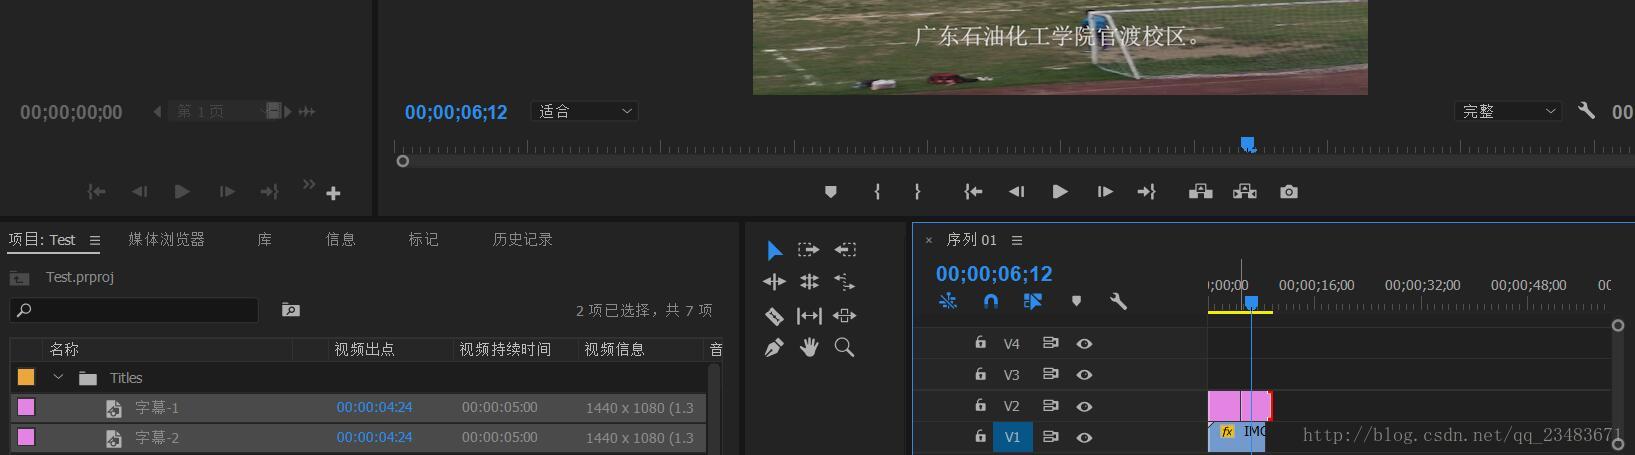 广东石油化工学院官渡校区。
00;00;00;00
第 1 页
00;00;06;12
适合
完整
00
项目: Test
媒体浏览器
库
信息
标记
历史记录
Test.prproj
2 项已选择，共 7 项
名称
视频出点
视频持续时间
视频信息
音
Titles
字幕-1
00:00:04:24
00:00:05:00
1440 x 1080 (1.3
字幕-2
00:00:04:24
00:00:05:00
1440 x 1080 (1.3
× 序列 01
00;00;06;12
;00;00
00;00;16;00
00;00;32;00
00;00;48;00
00
V4
V3
V2
V1
fx IMG
http://blog.csdn.net/qq_23483671